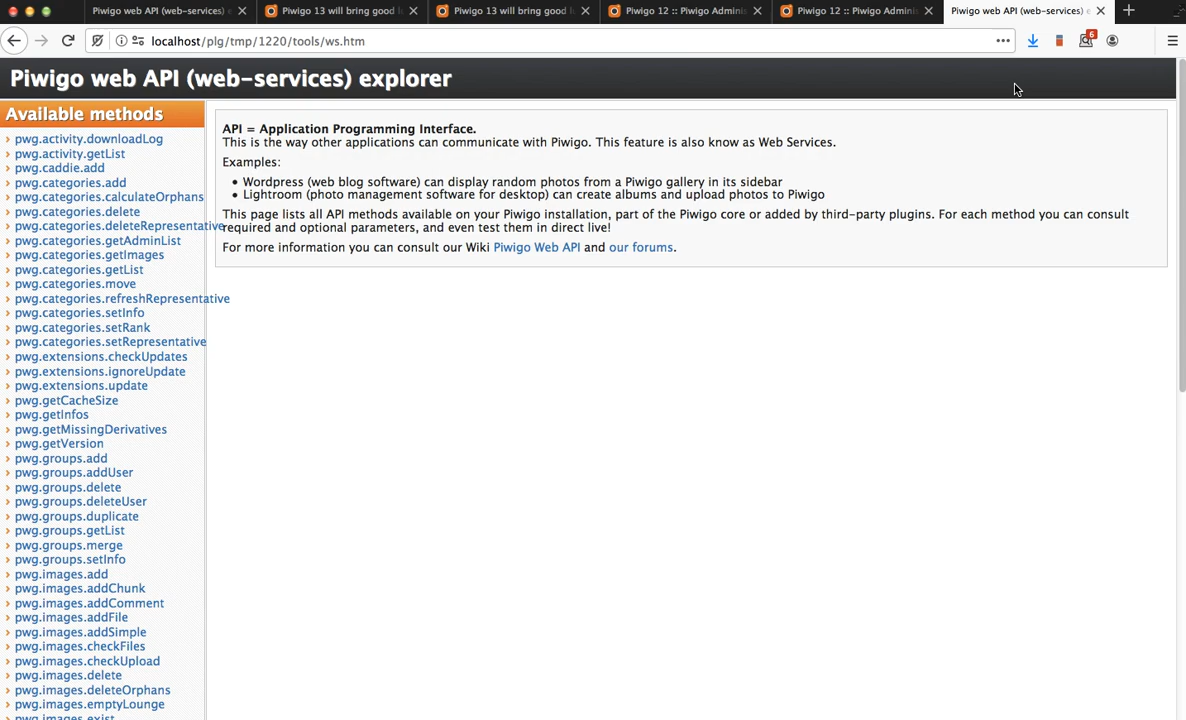 Piwigo web API (web-services) e
Piwigo 13 will bring good l
Piwigo 13 will bring good l
Piwigo 12 :: Piwigo Adminis
Piwigo 12 :: Piwigo Adminis
Piwigo web API (web-services) e
localhost/plg/tmp/1220/tools/ws.htm
6
Piwigo web API (web-services) explorer
Available methods
pwg.activity.downloadLog
pwg.activity.getList
pwg.caddie.add
pwg.categories.add
pwg.categories.calculateOrphans
pwg.categories.delete
pwg.categories.deleteRepresentative
pwg.categories.getAdminList
pwg.categories.getImages
pwg.categories.getList
pwg.categories.move
pwg.categories.refreshRepresentative
pwg.categories.setInfo
pwg.categories.setRank
pwg.categories.setRepresentative
pwg.extensions.checkUpdates
pwg.extensions.ignoreUpdate
pwg.extensions.update
pwg.getCacheSize
pwg.getInfos
pwg.getMissingDerivatives
pwg.getVersion
pwg.groups.add
pwg.groups.addUser
pwg.groups.delete
pwg.groups.deleteUser
pwg.groups.duplicate
pwg.groups.getList
pwg.groups.merge
pwg.groups.setInfo
pwg.images.add
pwg.images.addChunk
pwg.images.addComment
pwg.images.addFile
pwg.images.addSimple
pwg.images.checkFiles
pwg.images.checkUpload
pwg.images.delete
pwg.images.deleteOrphans
pwg.images.emptyLounge
pwg.images.exist
API = Application Programming Interface.
This is the way other applications can communicate with Piwigo. This feature is also know as Web Services.
Examples:
• Wordpress (web blog software) can display random photos from a Piwigo gallery in its sidebar
• Lightroom (photo management software for desktop) can create albums and upload photos to Piwigo
This page lists all API methods available on your Piwigo installation, part of the Piwigo core or added by third-party plugins. For each method you can consult
required and optional parameters, and even test them in direct live!
For more information you can consult our Wiki Piwigo Web API and our forums.